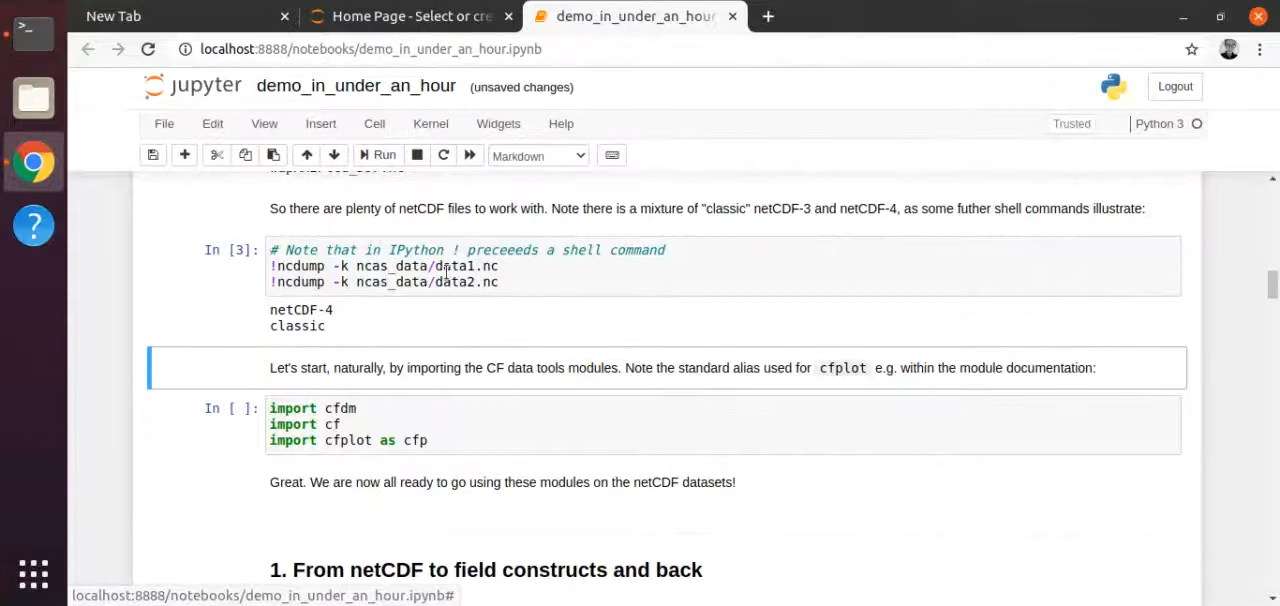 New Tab
Home Page - Select or cre
demo_in_under_an_hour
localhost:8888/notebooks/demo_in_under_an_hour.ipynb
jupyter demo_in_under_an_hour (unsaved changes)
Logout
File Edit View Insert Cell Kernel Widgets Help
Trusted
Python 3
Run
Markdown
So there are plenty of netCDF files to work with. Note there is a mixture of "classic" netCDF-3 and netCDF-4, as some futher shell commands illustrate:
In [3]:
# Note that in IPython ! preceeeds a shell command
!ncdump -k ncas_data/data1.nc
!ncdump -k ncas_data/data2.nc
netCDF-4
classic
Let's start, naturally, by importing the CF data tools modules. Note the standard alias used for cfplot e.g. within the module documentation:
In [ ]:
import cfdm
import cf
import cfplot as cfp
Great. We are now all ready to go using these modules on the netCDF datasets!
1. From netCDF to field constructs and back
localhost:8888/notebooks/demo_in_under_an_hour.ipynb#